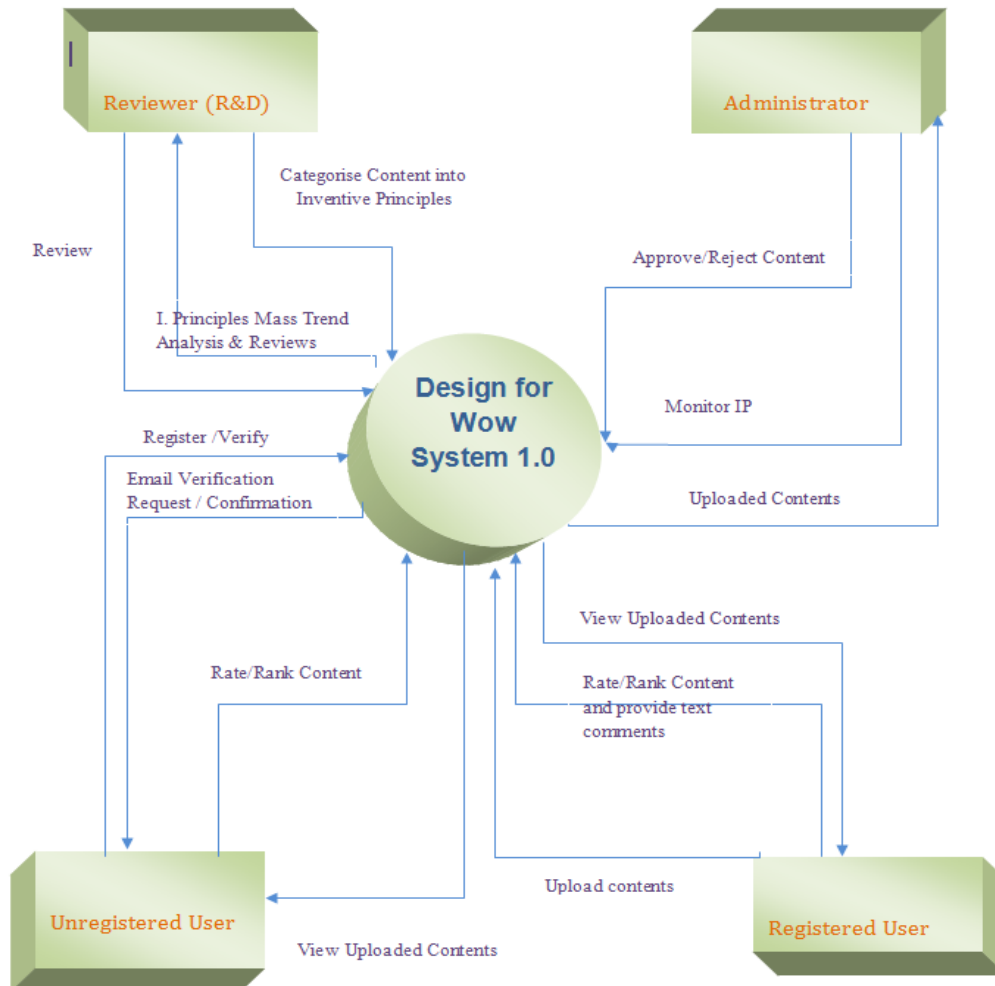 Reviewer (R&D)
Administrator
Categorise Content into
Inventive Principles
Review
Approve/Reject Content
I. Principles Mass Trend
Analysis & Reviews
Design for
Wow
System 1.0
Monitor IP
Register /Verify
Email Verification
Request / Confirmation
Uploaded Contents
View Uploaded Contents
Rate/Rank Content
Rate/Rank Content
and provide text
comments
Upload contents
Unregistered User
Registered User
View Uploaded Contents